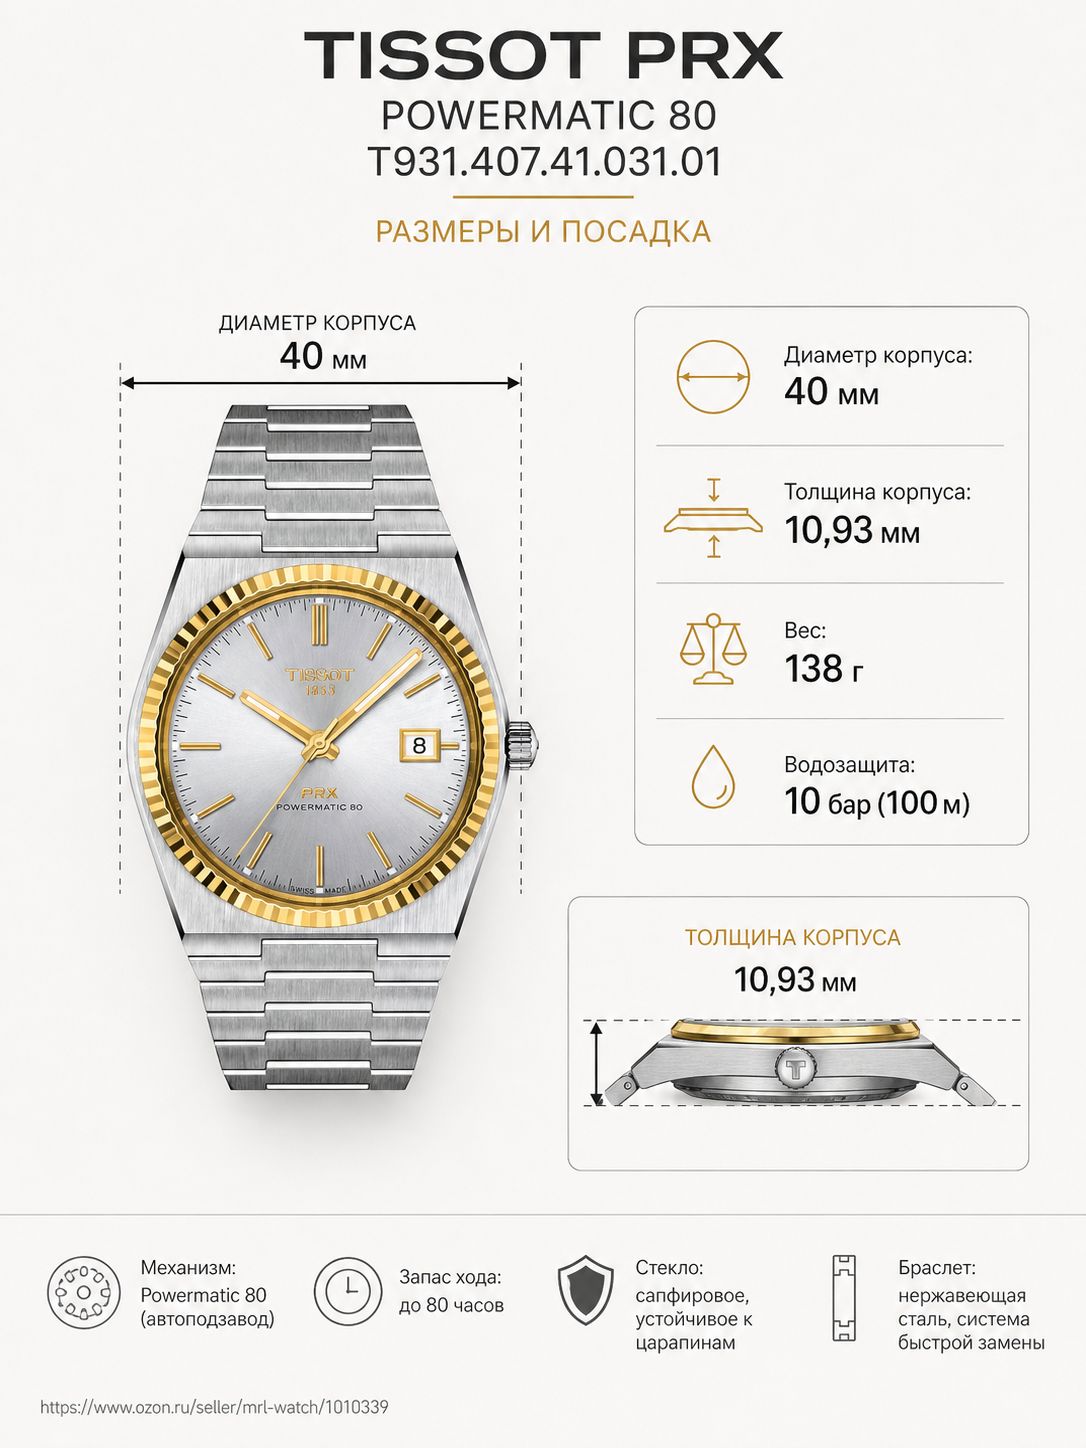 TISSOT PRX
POWERMATIC 80
T931.407.41.031.01
РАЗМЕРЫ И ПОСАДКА
ДИАМЕТР КОРПУСА
40 мм
TISSOT
1853
8
PRX
POWERMATIC 80
SWISS MADE
Диаметр корпуса:
40 мм
Толщина корпуса:
10,93 мм
Вес:
138 г
Водозащита:
10 бар (100 м)
ТОЛЩИНА КОРПУСА
10,93 мм
T
Механизм:
Powermatic 80
(автоподзавод)
Запас хода:
до 80 часов
Стекло:
сапфировое,
устойчивое к
царапинам
Браслет:
нержавеющая
сталь, система
быстрой замены
https://www.ozon.ru/seller/mrl-watch/1010339